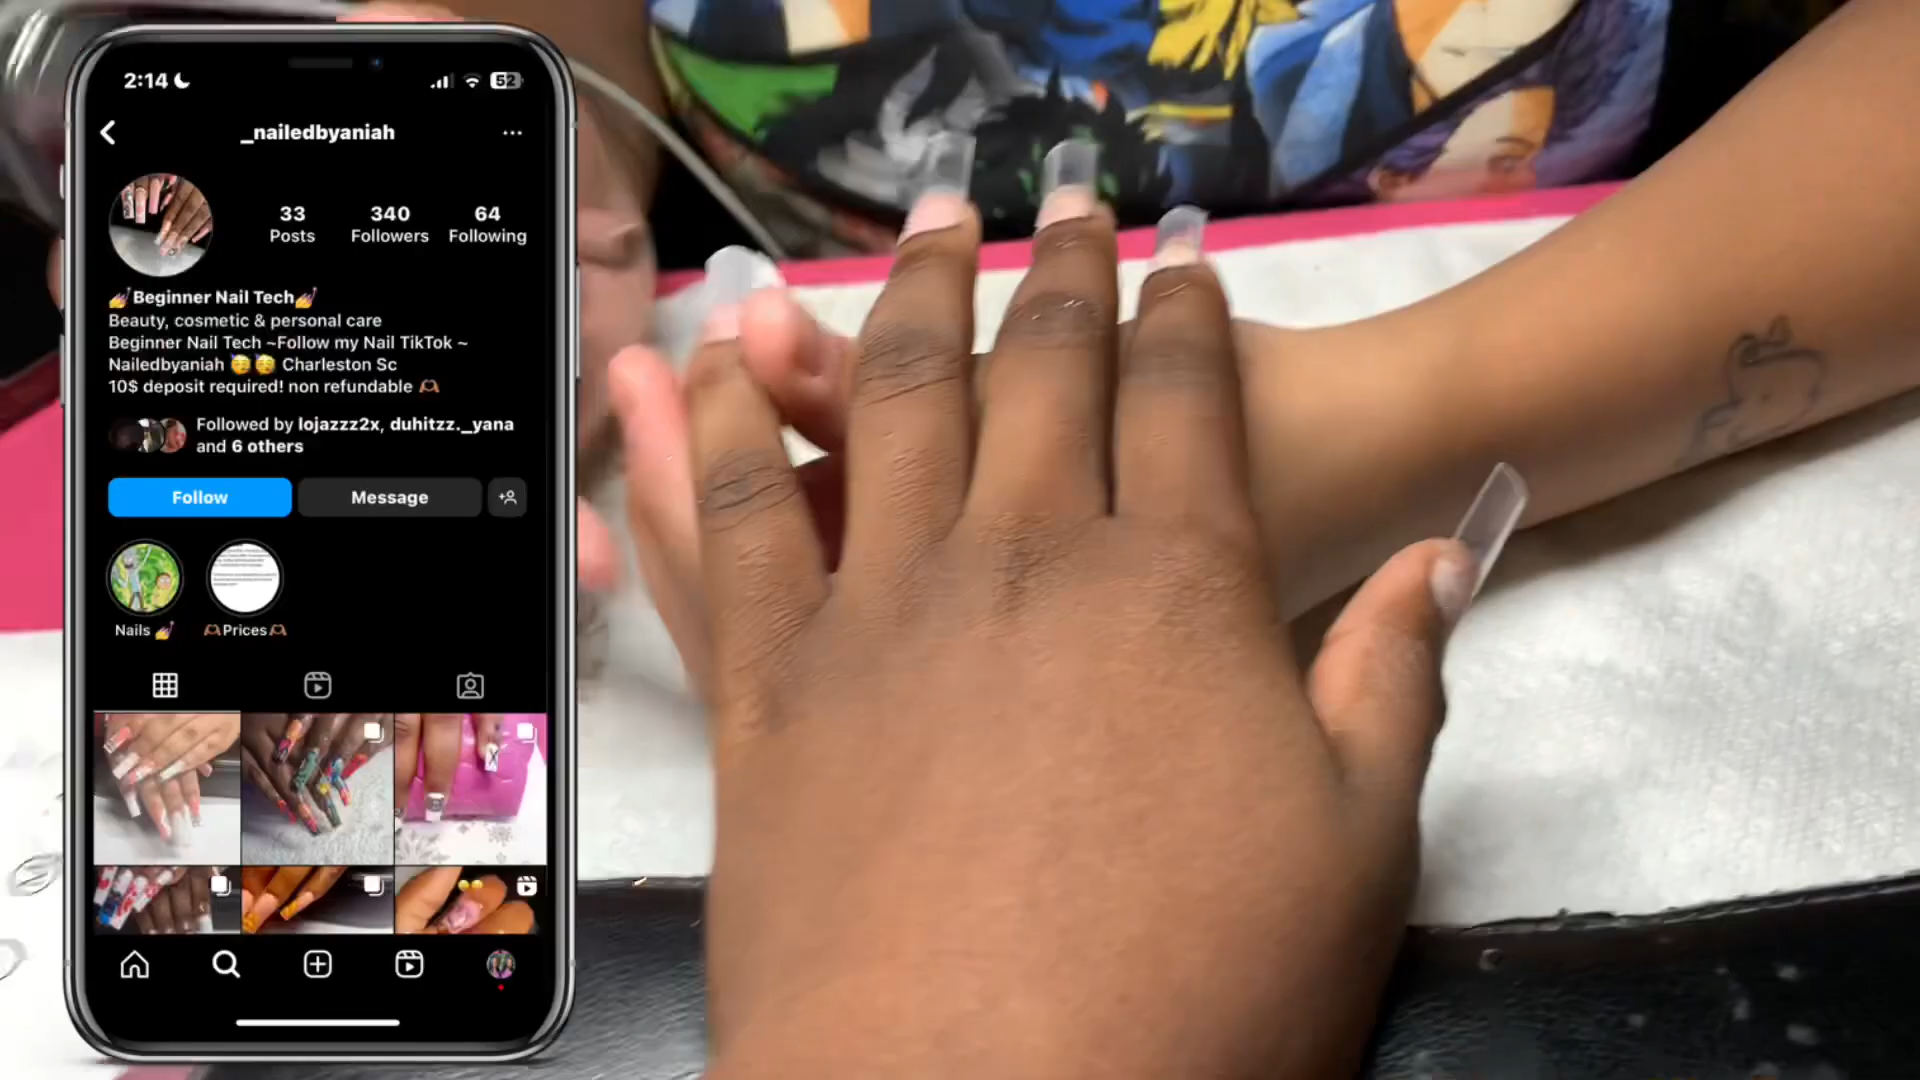 2:14
52
_nailedbyaniah
33
Posts
340
Followers
64
Following
💅🏾Beginner Nail Tech💅🏾
Beauty, cosmetic & personal care
Beginner Nail Tech ~Follow my Nail TikTok ~
Nailedbyaniah 🥳🥳 Charleston Sc
10$ deposit required! non refundable 🫶🏾
Followed by lojazzz2x, duhitzz._yana
and 6 others
Follow
Message
Nails 💅🏾
🫶🏾Prices🫶🏾